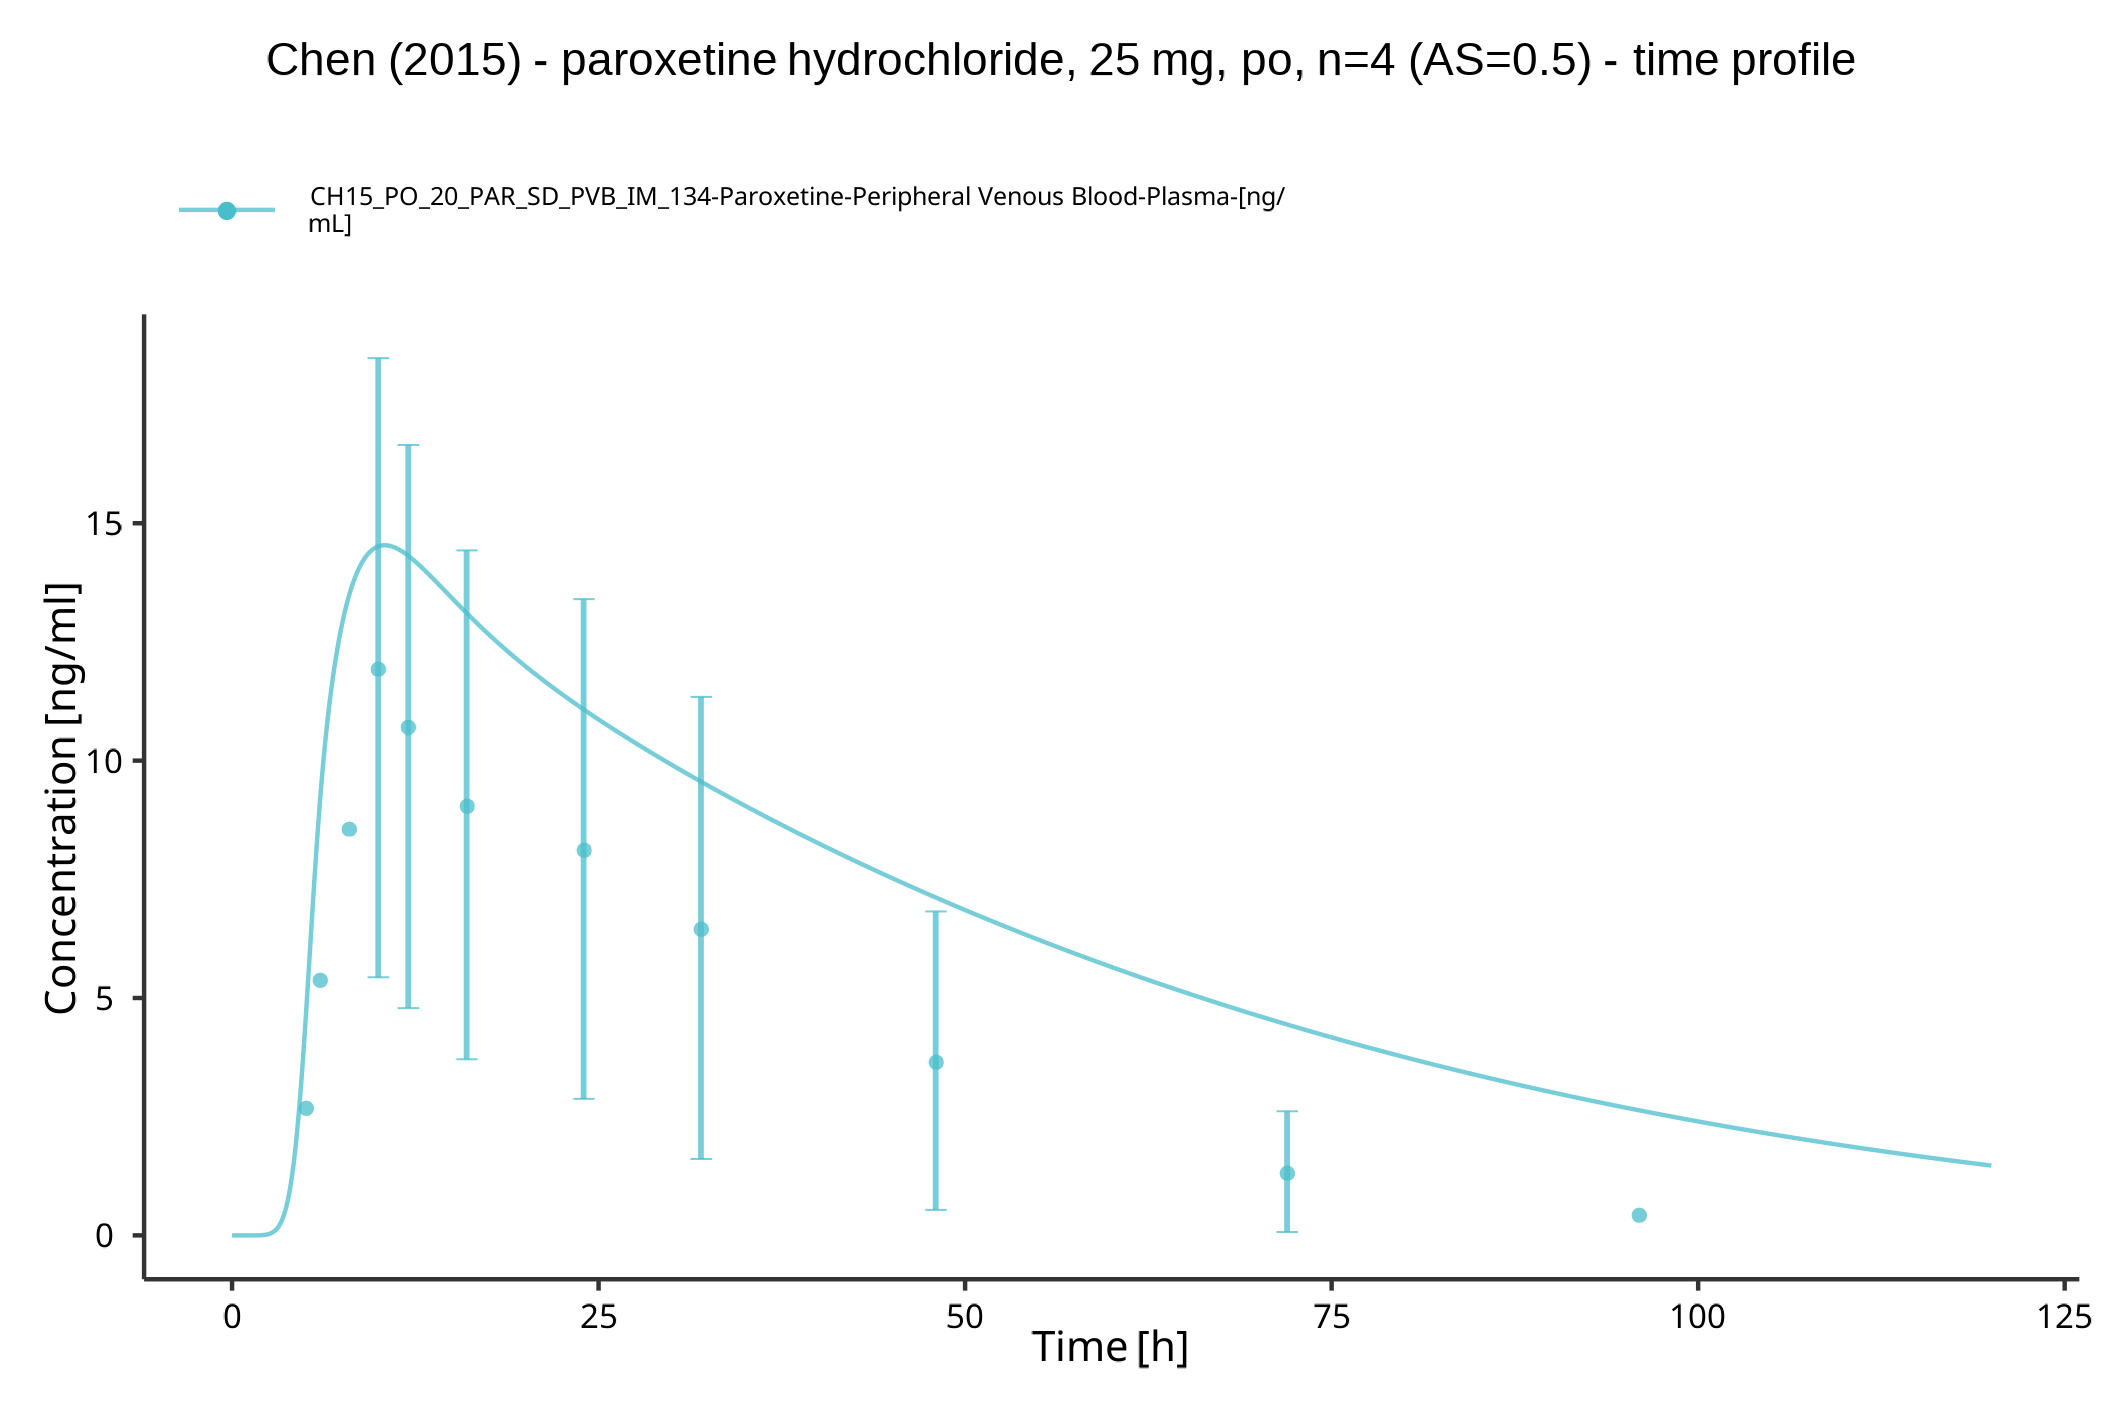 Chen (2015) - paroxetine hydrochloride, 25 mg, po, n=4 (AS=0.5) - time profile
CH15_PO_20_PAR_SD_PVB_IM_134-Paroxetine-Peripheral Venous Blood-Plasma-[ng/
mL]
15
10
5
0
Concentration [ng/ml]
0 25 50 75 100 125
Time [h]